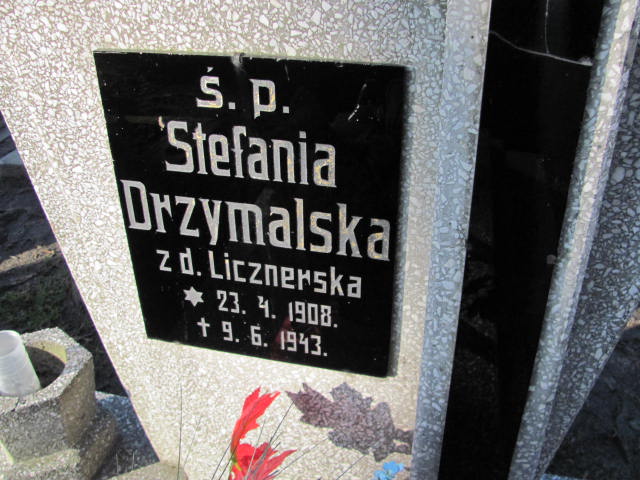 Ś. P.
Stefania
Drzymalska
z d. Licznerska
✶ 23. 4. 1908.
† 9. 6. 1943.